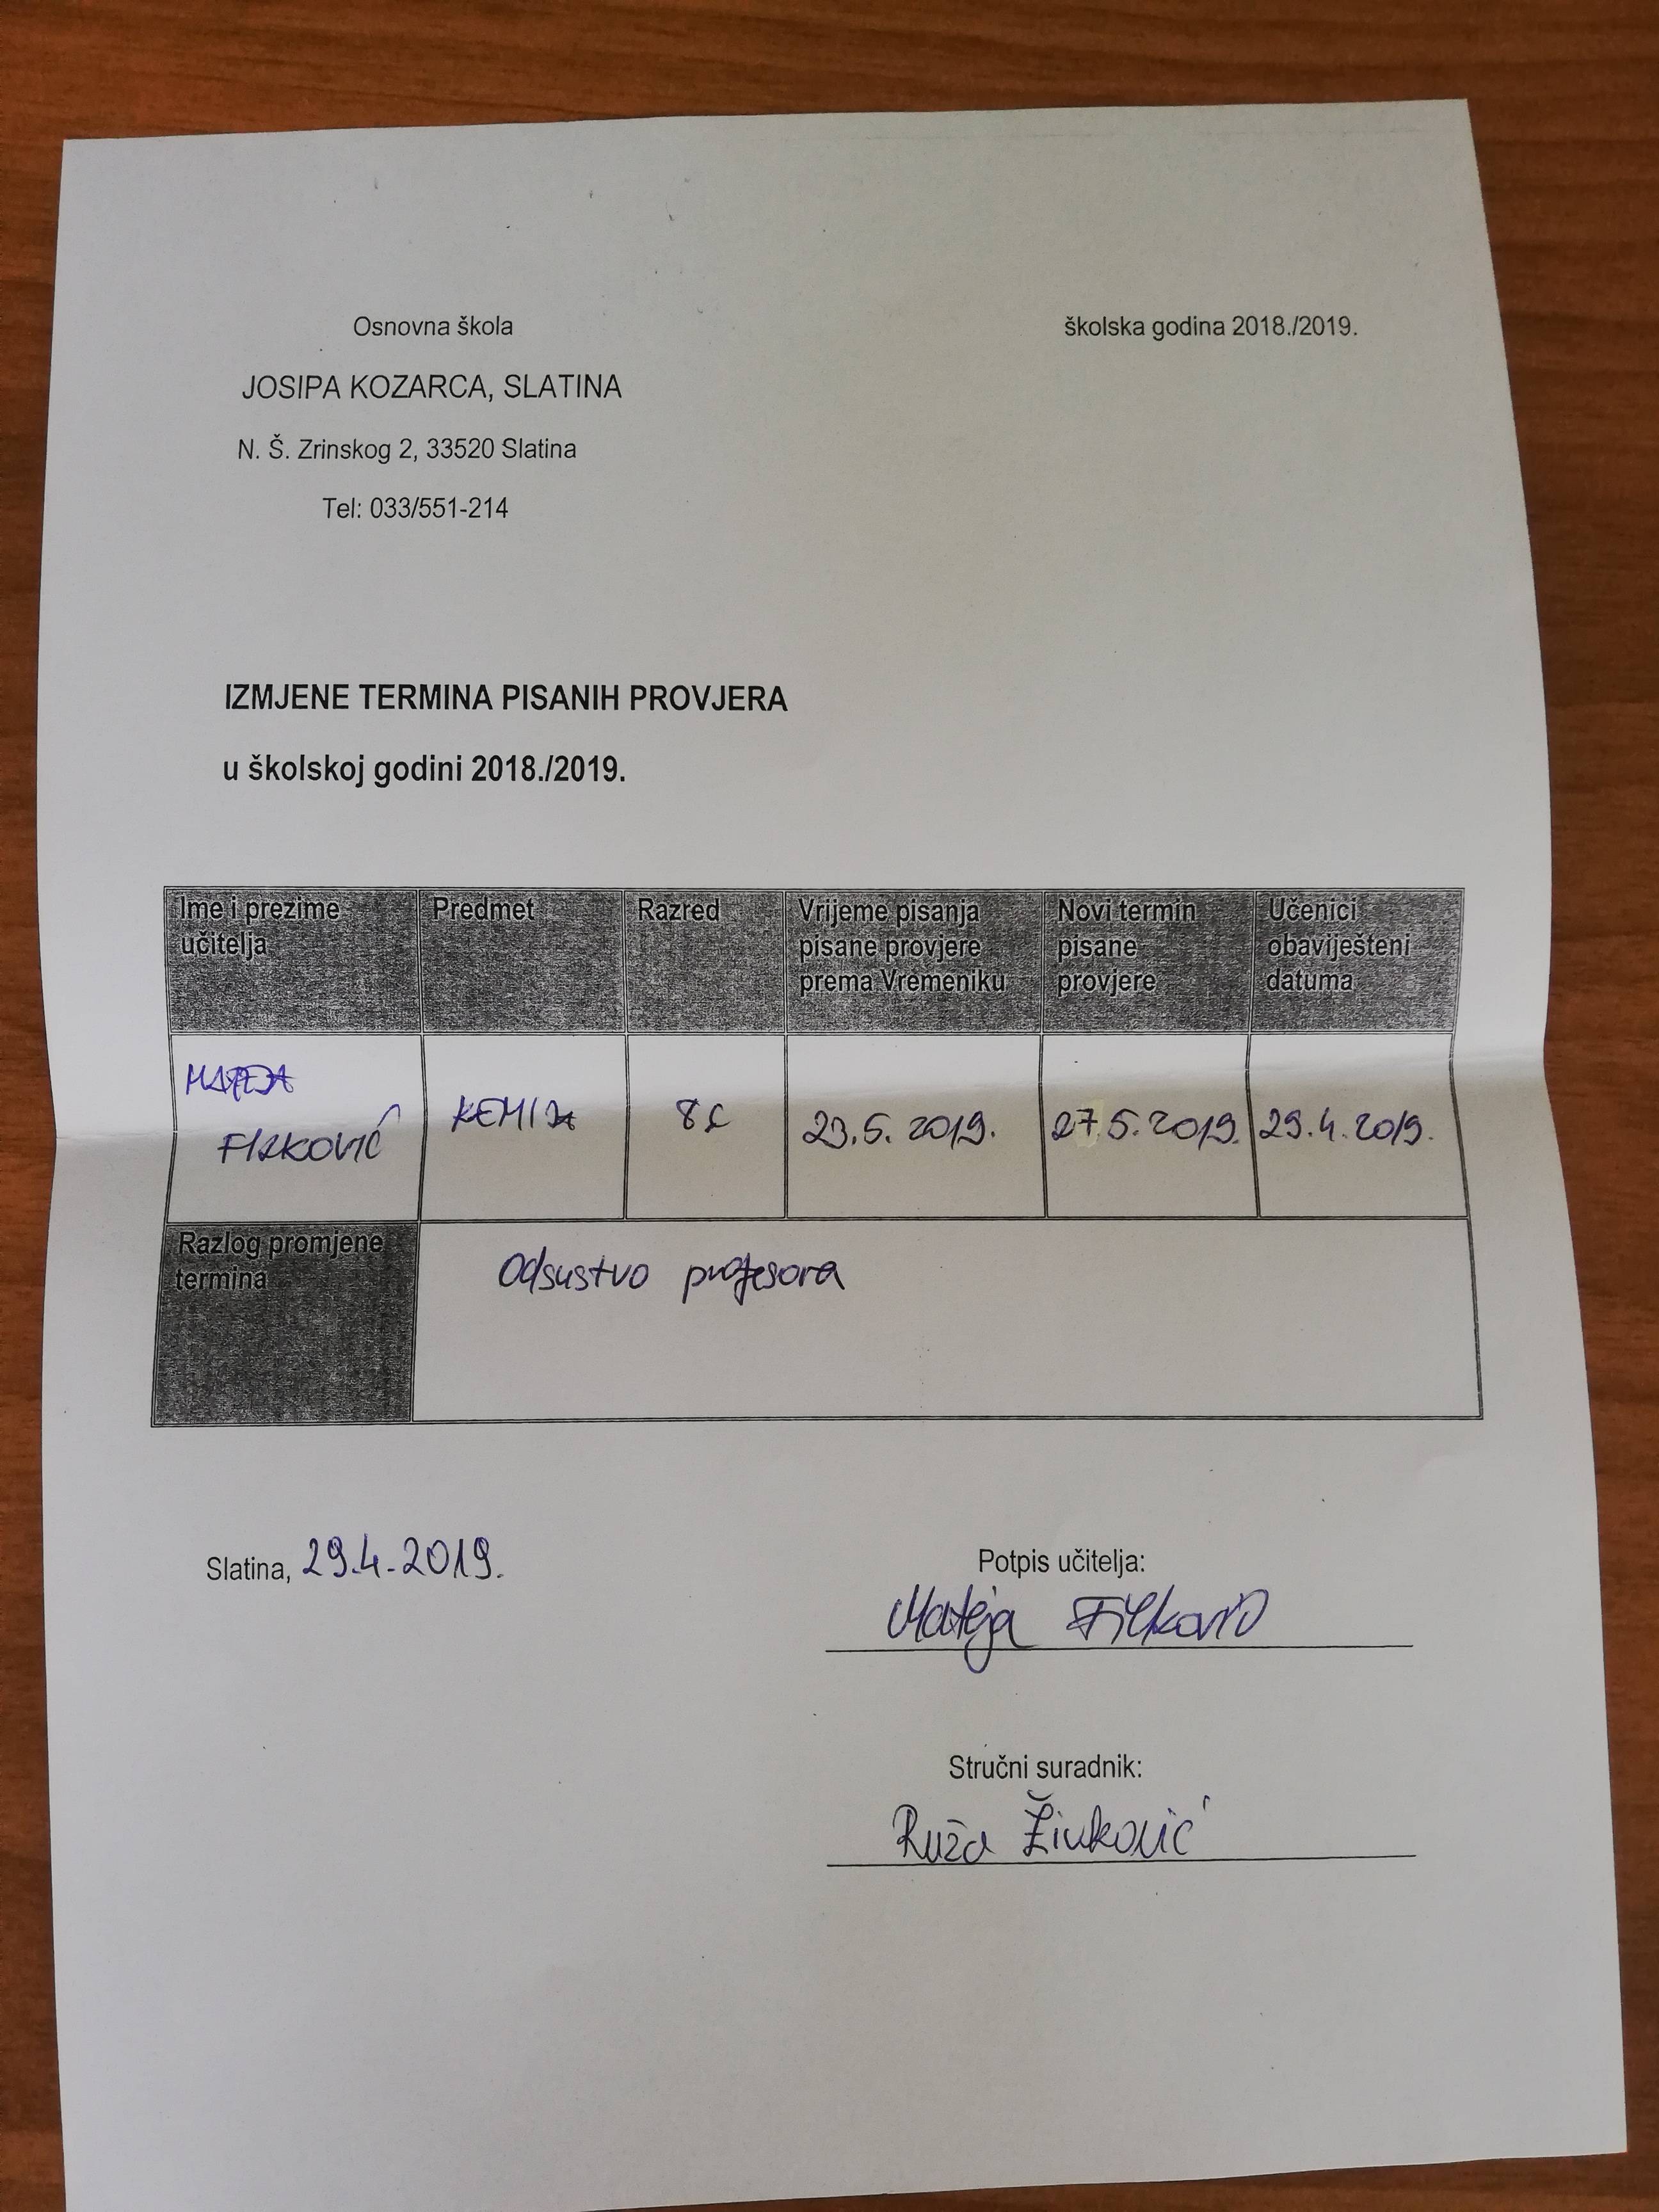 Osnovna škola
školska godina 2018./2019.
JOSIPA KOZARCA, SLATINA
N. Š. Zrinskog 2, 33520 Slatina
Tel: 033/551-214
IZMJENE TERMINA PISANIH PROVJERA
u školskoj godini 2018./2019.
Ime i prezime
učitelja
Predmet
Razred
Vrijeme pisanja
pisane provjere
prema Vremeniku
Novi termin
pisane
provjere
Učenici
obaviješteni
datuma
MATEJA
FILKOVIĆ
KEMIJA
8c
23.5.2019.
27.5.2019.
29.4.2019.
Razlog promjene
termina
Odsustvo profesora
Slatina, 29.4.2019.
Potpis učitelja:
Mateja Filković
Stručni suradnik:
Ruža Živković